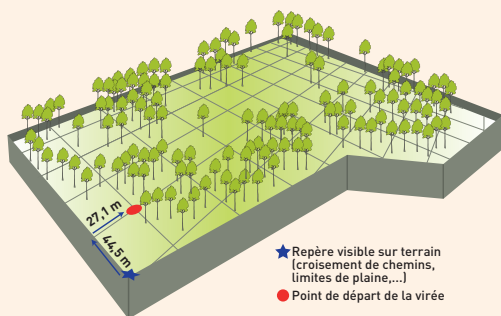 27,1 m
44,5 m
Repère visible sur terrain
(croisement de chemins,
limites de plaine,...)
Point de départ de la virée